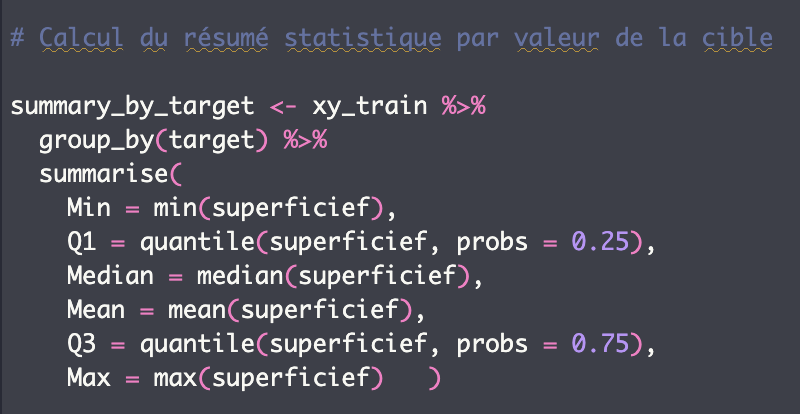 # Calcul du résumé statistique par valeur de la cible
summary_by_target <- xy_train %>%
  group_by(target) %>%
  summarise(
    Min = min(superficief),
    Q1 = quantile(superficief, probs = 0.25),
    Median = median(superficief),
    Mean = mean(superficief),
    Q3 = quantile(superficief, probs = 0.75),
    Max = max(superficief)   )